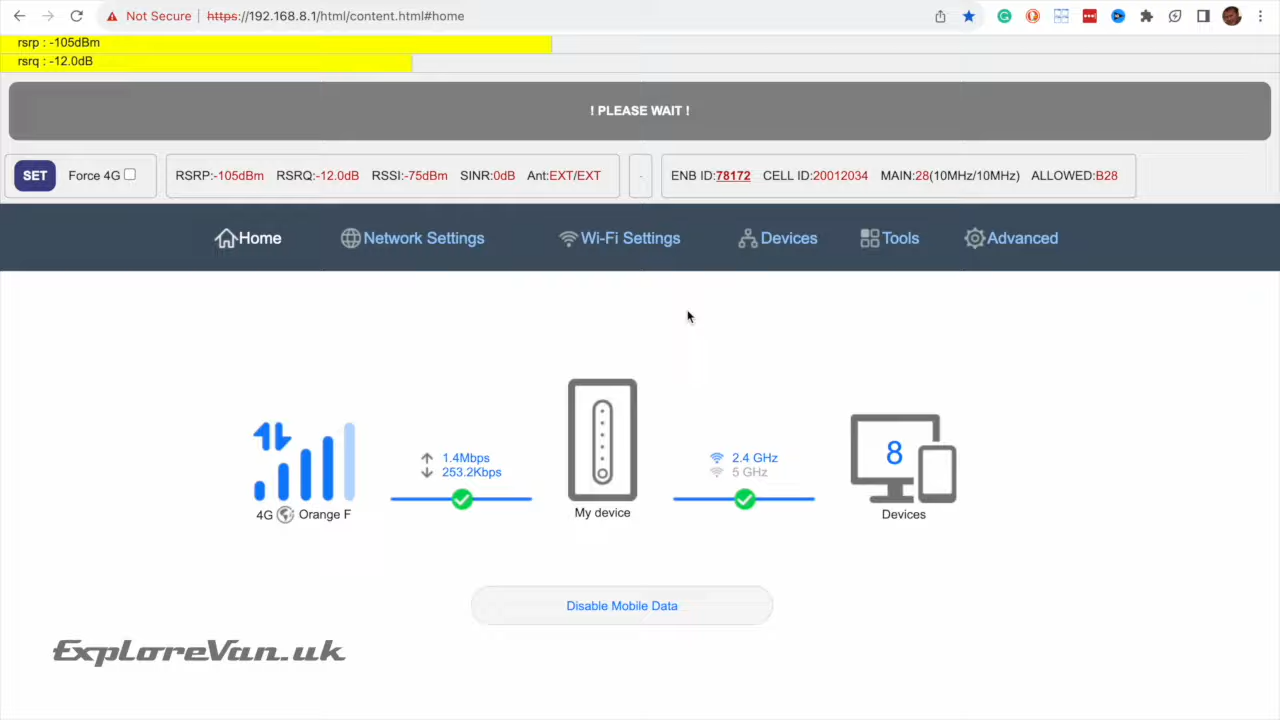 Not Secure | https://192.168.8.1/html/content.html#home
rsrp : -105dBm
rsrq : -12.0dB
! PLEASE WAIT !
SET Force 4G RSRP:-105dBm RSRQ:-12.0dB RSSI:-75dBm SINR:0dB Ant:EXT/EXT - ENB ID:78172 CELL ID:20012034 MAIN:28(10MHz/10MHz) ALLOWED:B28
Home Network Settings Wi-Fi Settings Devices Tools Advanced
8
1.4Mbps 2.4 GHz
253.2Kbps 5 GHz
4G Orange F My device Devices
Disable Mobile Data
ExploreVan.uk